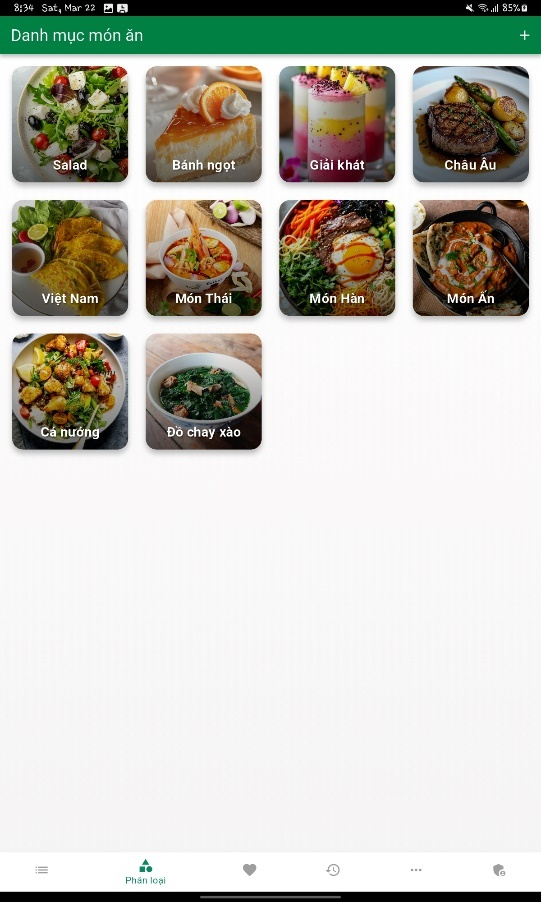 8:34 Sat, Mar 22 85%
Danh mục món ăn +
Salad
Bánh ngọt
Giải khát
Châu Âu
Việt Nam
Món Thái
Món Hàn
Món Ấn
Cá nướng
Đồ chay xào
Phân loại